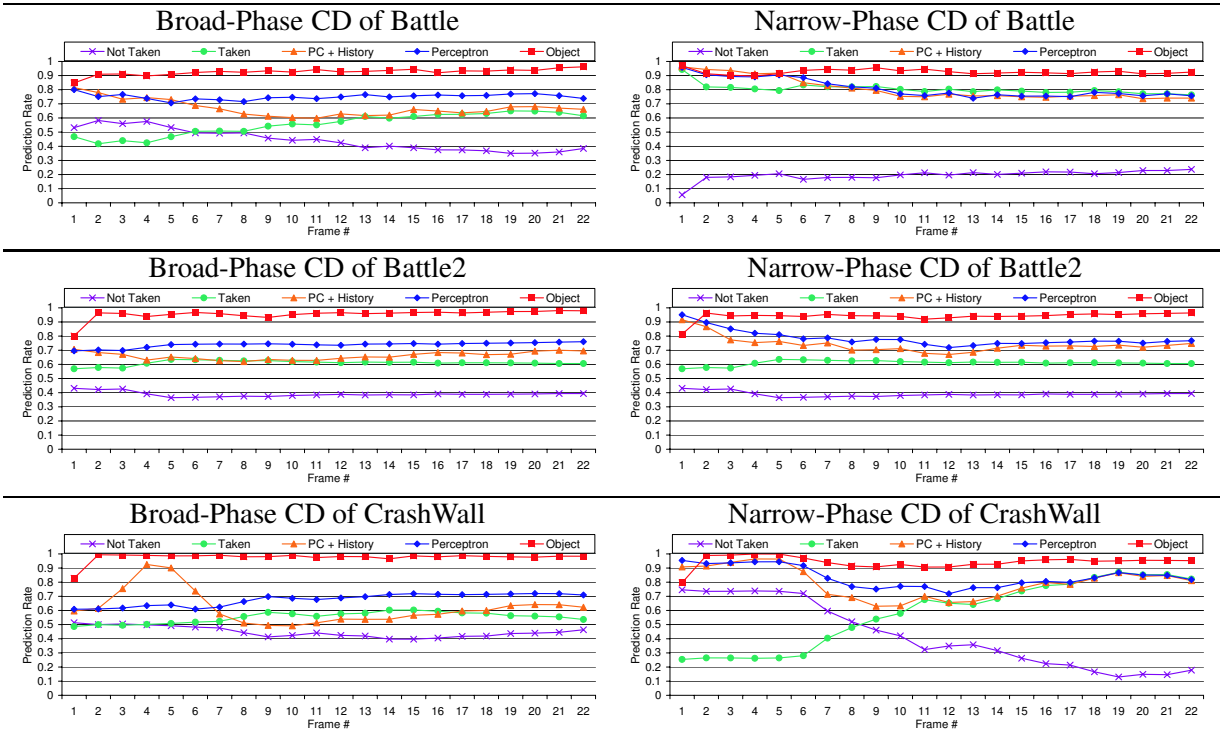 Broad-Phase CD of Battle
Not Taken Taken PC + History Perceptron Object
Prediction Rate
1
0.9
0.8
0.7
0.6
0.5
0.4
0.3
0.2
0.1
0
1 2 3 4 5 6 7 8 9 10 11 12 13 14 15 16 17 18 19 20 21 22
Frame #
Narrow-Phase CD of Battle
Not Taken Taken PC + History Perceptron Object
Prediction Rate
1
0.9
0.8
0.7
0.6
0.5
0.4
0.3
0.2
0.1
0
1 2 3 4 5 6 7 8 9 10 11 12 13 14 15 16 17 18 19 20 21 22
Frame #
Broad-Phase CD of Battle2
Not Taken Taken PC + History Perceptron Object
Prediction Rate
1
0.9
0.8
0.7
0.6
0.5
0.4
0.3
0.2
0.1
0
1 2 3 4 5 6 7 8 9 10 11 12 13 14 15 16 17 18 19 20 21 22
Frame #
Narrow-Phase CD of Battle2
Not Taken Taken PC + History Perceptron Object
Prediction Rate
1
0.9
0.8
0.7
0.6
0.5
0.4
0.3
0.2
0.1
0
1 2 3 4 5 6 7 8 9 10 11 12 13 14 15 16 17 18 19 20 21 22
Frame #
Broad-Phase CD of CrashWall
Not Taken Taken PC + History Perceptron Object
Prediction Rate
1
0.9
0.8
0.7
0.6
0.5
0.4
0.3
0.2
0.1
0
1 2 3 4 5 6 7 8 9 10 11 12 13 14 15 16 17 18 19 20 21 22
Frame #
Narrow-Phase CD of CrashWall
Not Taken Taken PC + History Perceptron Object
Prediction Rate
1
0.9
0.8
0.7
0.6
0.5
0.4
0.3
0.2
0.1
0
1 2 3 4 5 6 7 8 9 10 11 12 13 14 15 16 17 18 19 20 21 22
Frame #